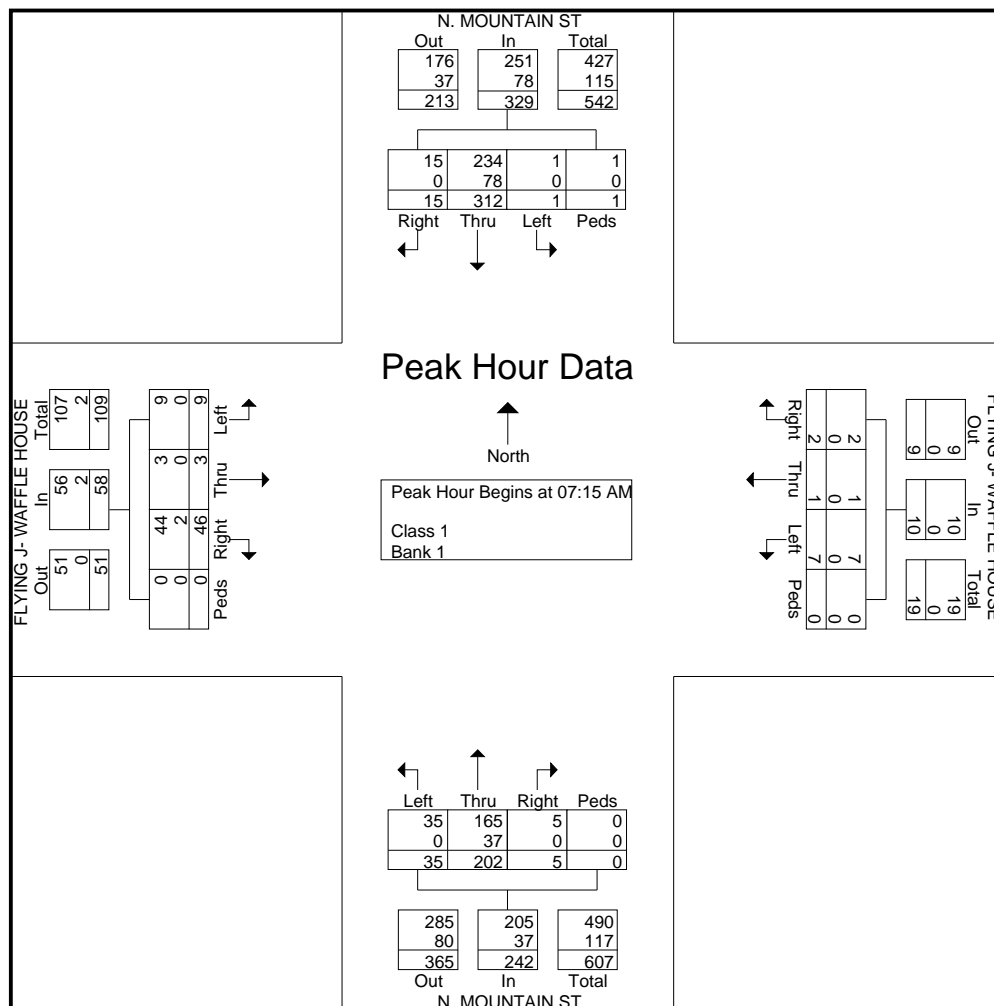 N. MOUNTAIN ST
Out In Total
176 251 427
37 78 115
213 329 542
15 234 1 1
0 78 0 0
15 312 1 1
Right Thru Left Peds
Peak Hour Data
North
Peak Hour Begins at 07:15 AM
Class 1
Bank 1
FLYING J- WAFFLE HOUSE
Out In Total
51 56 107
0 2 2
51 58 109
0 44 3 9
0 2 0 0
0 46 3 9
Peds Right Thru Left
FLYING J- WAFFLE HOUSE
Out In Total
9 10 19
0 0 0
9 10 19
2 1 7 0
0 0 0 0
2 1 7 0
Right Thru Left Peds
Left Thru Right Peds
35 165 5 0
0 37 0 0
35 202 5 0
285 205 490
80 37 117
365 242 607
Out In Total
N. MOUNTAIN ST